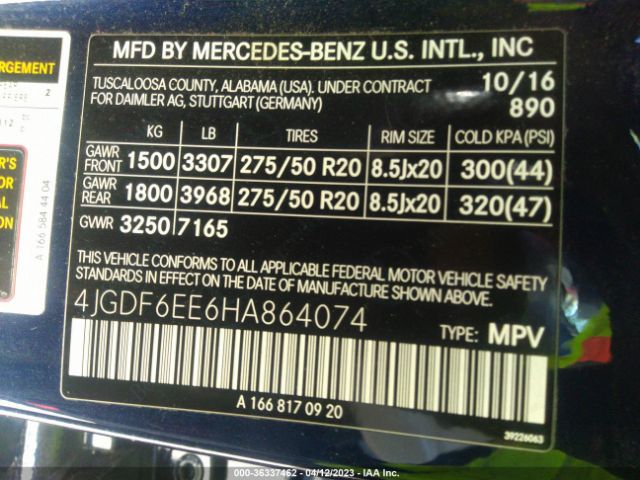 MFD BY MERCEDES-BENZ U.S. INTL., INC
TUSCALOOSA COUNTY, ALABAMA (USA). UNDER CONTRACT
FOR DAIMLER AG, STUTTGART (GERMANY)
10/16
890
KG LB TIRES RIM SIZE COLD KPA (PSI)
GAWR FRONT 1500 3307 275/50 R20 8.5Jx20 300(44)
GAWR REAR 1800 3968 275/50 R20 8.5Jx20 320(47)
GVWR 3250 7165
THIS VEHICLE CONFORMS TO ALL APPLICABLE FEDERAL MOTOR VEHICLE SAFETY
STANDARDS IN EFFECT ON THE DATE OF MANUFACTURE SHOWN ABOVE.
4JGDF6EE6HA864074
TYPE: MPV
A 166 817 09 20
39226063
ARGEMENT
2
A 166 584 44 04
000-36337462 - 04/12/2023 - IAA Inc.